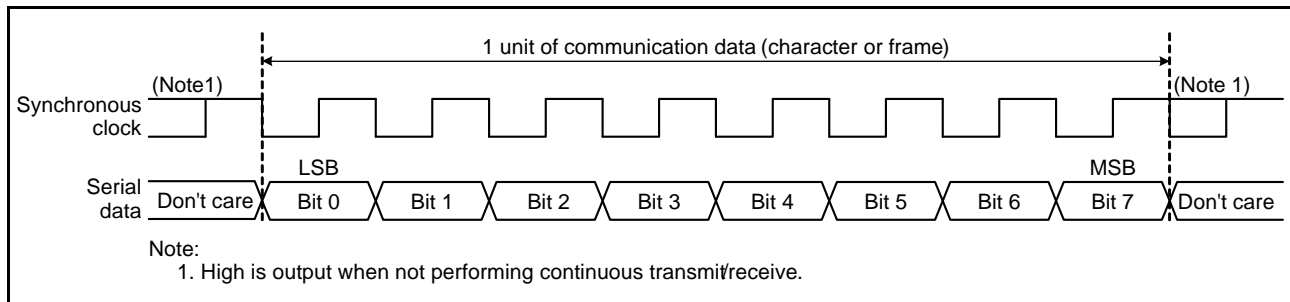 1 unit of communication data (character or frame)
(Note1)
(Note 1)
Synchronous
clock
LSB
MSB
Serial
data
Don't care
Bit 0
Bit 1
Bit 2
Bit 3
Bit 4
Bit 5
Bit 6
Bit 7
Don't care
Note:
1. High is output when not performing continuous transmit/receive.